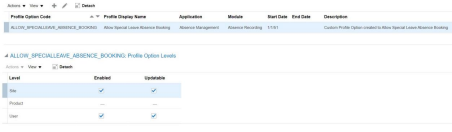 Actions View Detach
Profile Option Code Profile Display Name Application Module Start Date End Date Description
ALLOW_SPECIALLEAVE_ABSENCE_BOOKING Allow Special Leave Absence Booking Absence Management Absence Recording 1/1/51 Custom Profile Option created to Allow Special Leave Absence Booking
ALLOW_SPECIALLEAVE_ABSENCE_BOOKING: Profile Option Levels
Actions View Detach
Level Enabled Updatable
Site
Product ... ...
User